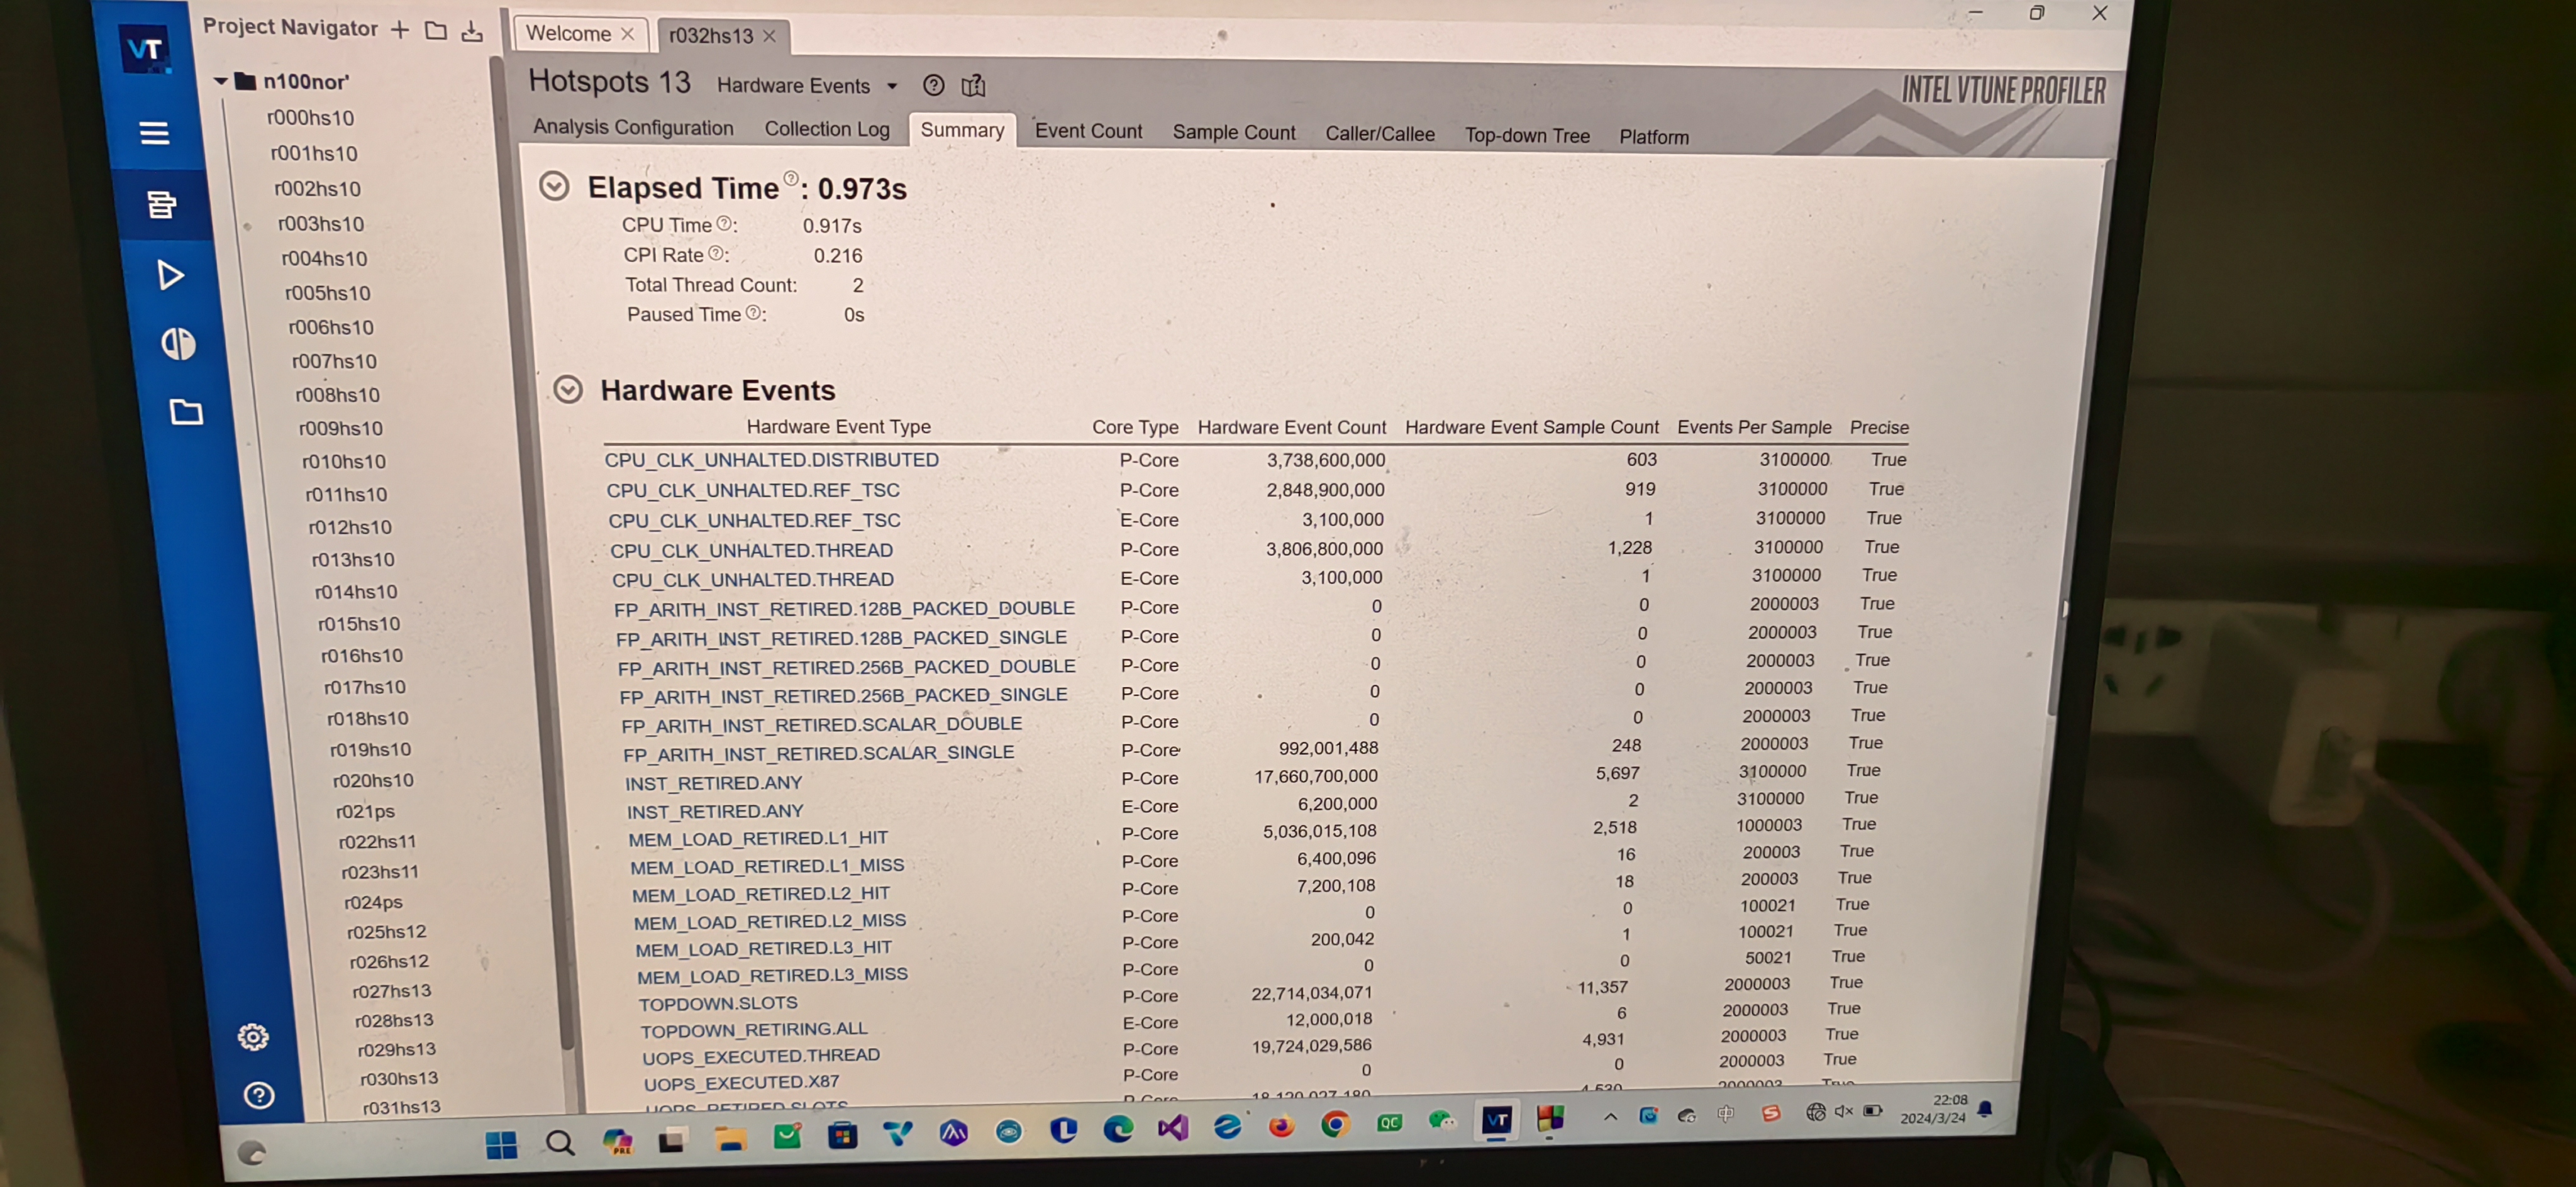 Project Navigator
n100nor'
r000hs10
r001hs10
r002hs10
r003hs10
r004hs10
r005hs10
r006hs10
r007hs10
r008hs10
r009hs10
r010hs10
r011hs10
r012hs10
r013hs10
r014hs10
r015hs10
r016hs10
r017hs10
r018hs10
r019hs10
r020hs10
r021ps
r022hs11
r023hs11
r024ps
r025hs12
r026hs12
r027hs13
r028hs13
r029hs13
r030hs13
r031hs13
VT
Welcome r032hs13
Hotspots 13 Hardware Events
INTEL VTUNE PROFILER
Analysis Configuration Collection Log Summary Event Count Sample Count Caller/Callee Top-down Tree Platform
Elapsed Time: 0.973s
CPU Time: 0.917s
CPI Rate: 0.216
Total Thread Count: 2
Paused Time: 0s
Hardware Events
Hardware Event Type Core Type Hardware Event Count Hardware Event Sample Count Events Per Sample Precise
CPU_CLK_UNHALTED.DISTRIBUTED P-Core 3,738,600,000 603 3100000 True
CPU_CLK_UNHALTED.REF_TSC P-Core 2,848,900,000 919 3100000 True
CPU_CLK_UNHALTED.REF_TSC E-Core 3,100,000 1 3100000 True
CPU_CLK_UNHALTED.THREAD P-Core 3,806,800,000 1,228 3100000 True
CPU_CLK_UNHALTED.THREAD E-Core 3,100,000 1 3100000 True
FP_ARITH_INST_RETIRED.128B_PACKED_DOUBLE P-Core 0 0 2000003 True
FP_ARITH_INST_RETIRED.128B_PACKED_SINGLE P-Core 0 0 2000003 True
FP_ARITH_INST_RETIRED.256B_PACKED_DOUBLE P-Core 0 0 2000003 True
FP_ARITH_INST_RETIRED.256B_PACKED_SINGLE P-Core 0 0 2000003 True
FP_ARITH_INST_RETIRED.SCALAR_DOUBLE P-Core 0 0 2000003 True
FP_ARITH_INST_RETIRED.SCALAR_SINGLE P-Core 992,001,488 248 2000003 True
INST_RETIRED.ANY P-Core 17,660,700,000 5,697 3100000 True
INST_RETIRED.ANY E-Core 6,200,000 2 3100000 True
MEM_LOAD_RETIRED.L1_HIT P-Core 5,036,015,108 2,518 1000003 True
MEM_LOAD_RETIRED.L1_MISS P-Core 6,400,096 16 200003 True
MEM_LOAD_RETIRED.L2_HIT P-Core 7,200,108 18 200003 True
MEM_LOAD_RETIRED.L2_MISS P-Core 0 0 100021 True
MEM_LOAD_RETIRED.L3_HIT P-Core 200,042 1 100021 True
MEM_LOAD_RETIRED.L3_MISS P-Core 0 0 50021 True
TOPDOWN.SLOTS P-Core 22,714,034,071 11,357 2000003 True
TOPDOWN_RETIRING.ALL E-Core 12,000,018 6 2000003 True
UOPS_EXECUTED.THREAD P-Core 19,724,029,586 4,931 2000003 True
UOPS_EXECUTED.X87 P-Core 0 0 2000003 True
UOPS_RETIRED.SLOTS P-Core 18,120,027,180 4,530 2000003 True
PRE QC VT 中 S
22:08
2024/3/24